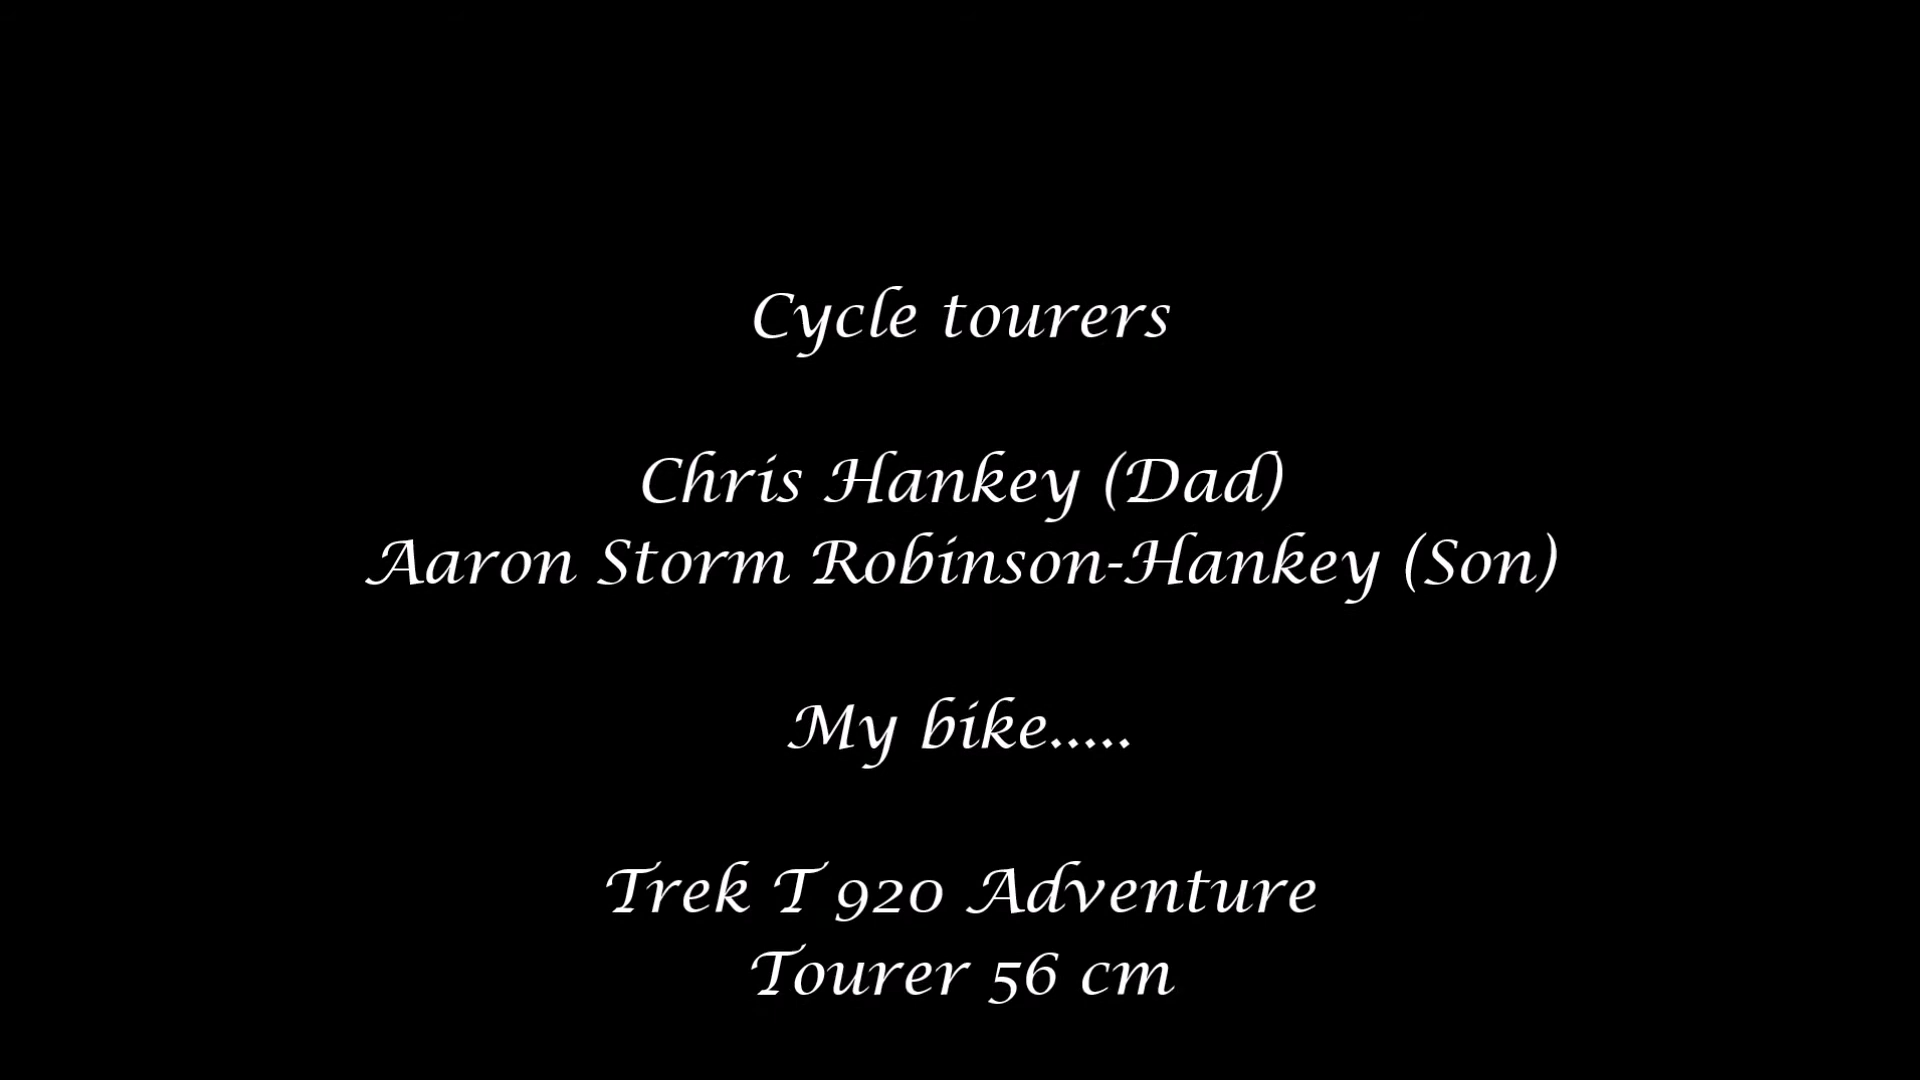 Cycle tourers
Chris Hankey (Dad)
Aaron Storm Robinson-Hankey (Son)
My bike.....
Trek T 920 Adventure
Tourer 56 cm